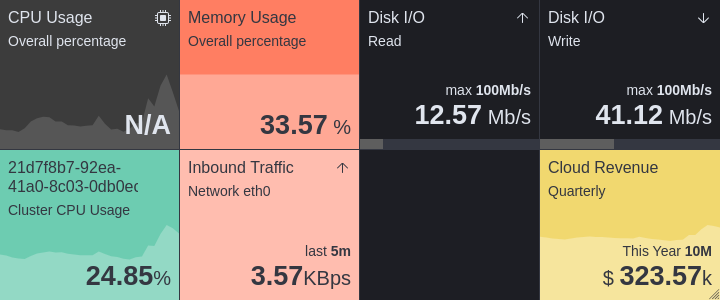 CPU Usage
Overall percentage
N/A
Memory Usage
Overall percentage
33.57 %
Disk I/O
Read
max 100Mb/s
12.57 Mb/s
Disk I/O
Write
max 100Mb/s
41.12 Mb/s
21d7f8b7-92ea-
41a0-8c03-0db0ec
Cluster CPU Usage
24.85%
Inbound Traffic
Network eth0
last 5m
3.57KBps
Cloud Revenue
Quarterly
This Year 10M
$ 323.57k